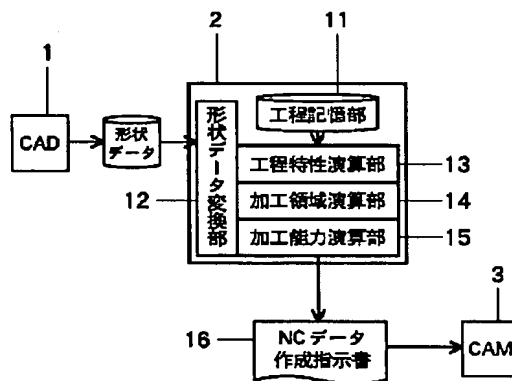 1
2
11
CAD
形状
データ
形状データ変換部
工程記憶部
工程特性演算部
13
12
加工領域演算部
14
加工能力演算部
15
3
16
NCデータ
作成指示書
CAM